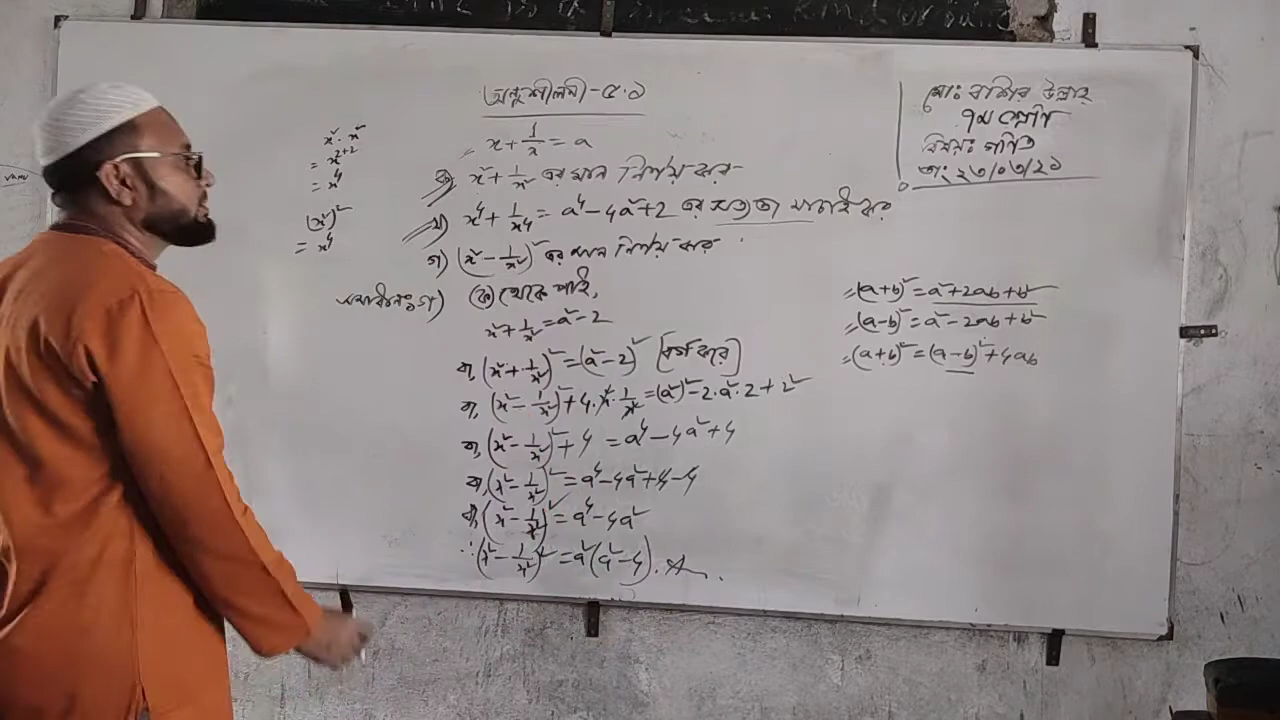 অনুশীলনী-৫.১
x + 1/x = a
ক) x² + 1/x² এর মান নির্ণয় কর
খ) x⁴ + 1/x⁴ = a⁴ - 4a² + 2 এর সত্যতা যাচাই কর
গ) (x² - 1/x²)² এর মান নির্ণয় কর
মোঃ বাশির উল্লাহ
৭ম শ্রেণি
বিষয়ঃ গণিত
তাং ২৩/০৩/২১
x² · x²
= x²⁺²
= x⁴
(x²)²
= x⁴
সমাধানঃ গ) (ক) থেকে পাই,
x² + 1/x² = a² - 2
বা, (x² + 1/x²)² = (a² - 2)² [বর্গ করে]
বা, (x² - 1/x²)² + 4 · x² · 1/x² = (a²)² - 2 · a² · 2 + 2²
বা, (x² - 1/x²)² + 4 = a⁴ - 4a² + 4
বা, (x² - 1/x²)² = a⁴ - 4a² + 4 - 4
বা, (x² - 1/x²)² = a⁴ - 4a²
∴ (x² - 1/x²)² = a²(a² - 4). Ans.
(a+b)² = a² + 2ab + b²
(a-b)² = a² - 2ab + b²
(a+b)² = (a-b)² + 4ab